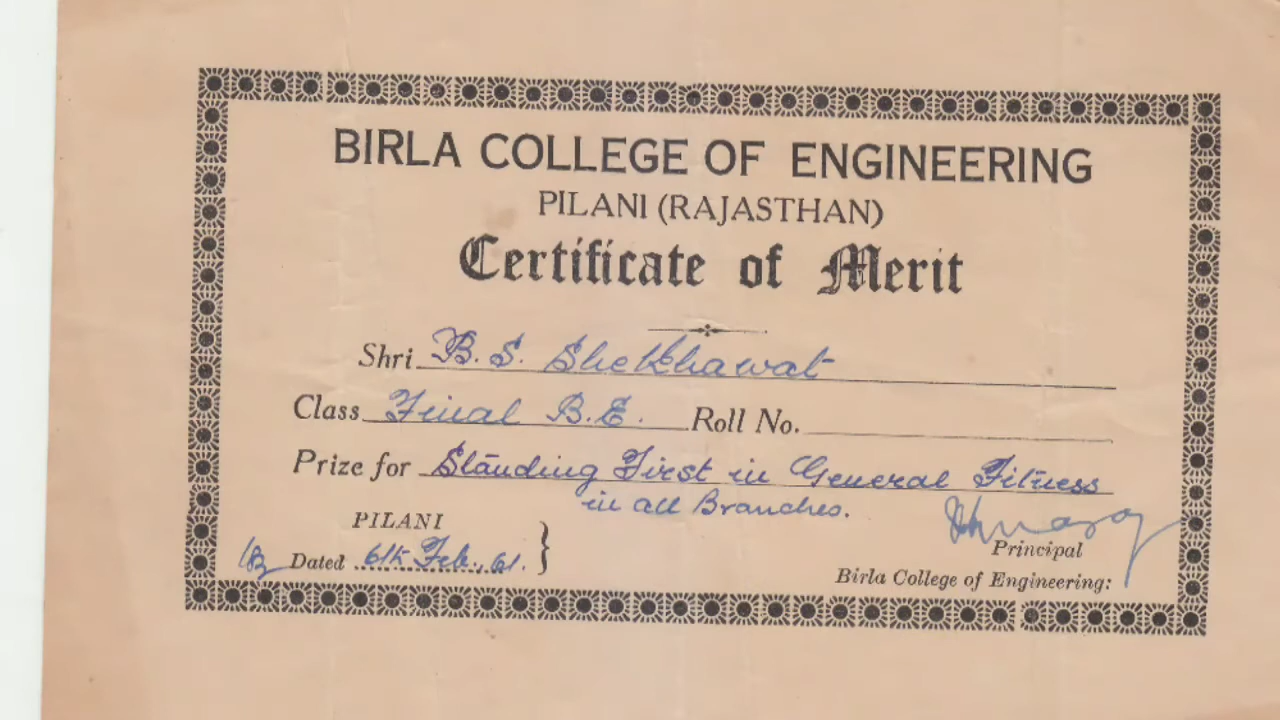 BIRLA COLLEGE OF ENGINEERING
PILANI (RAJASTHAN)
Certificate of Merit
Shri B. S. Shekhawat
Class Final B.E. Roll No.
Prize for Standing First in General Fitness
in all Branches.
PILANI
Dated 6th Feb., 61. }
Principal
Birla College of Engineering: